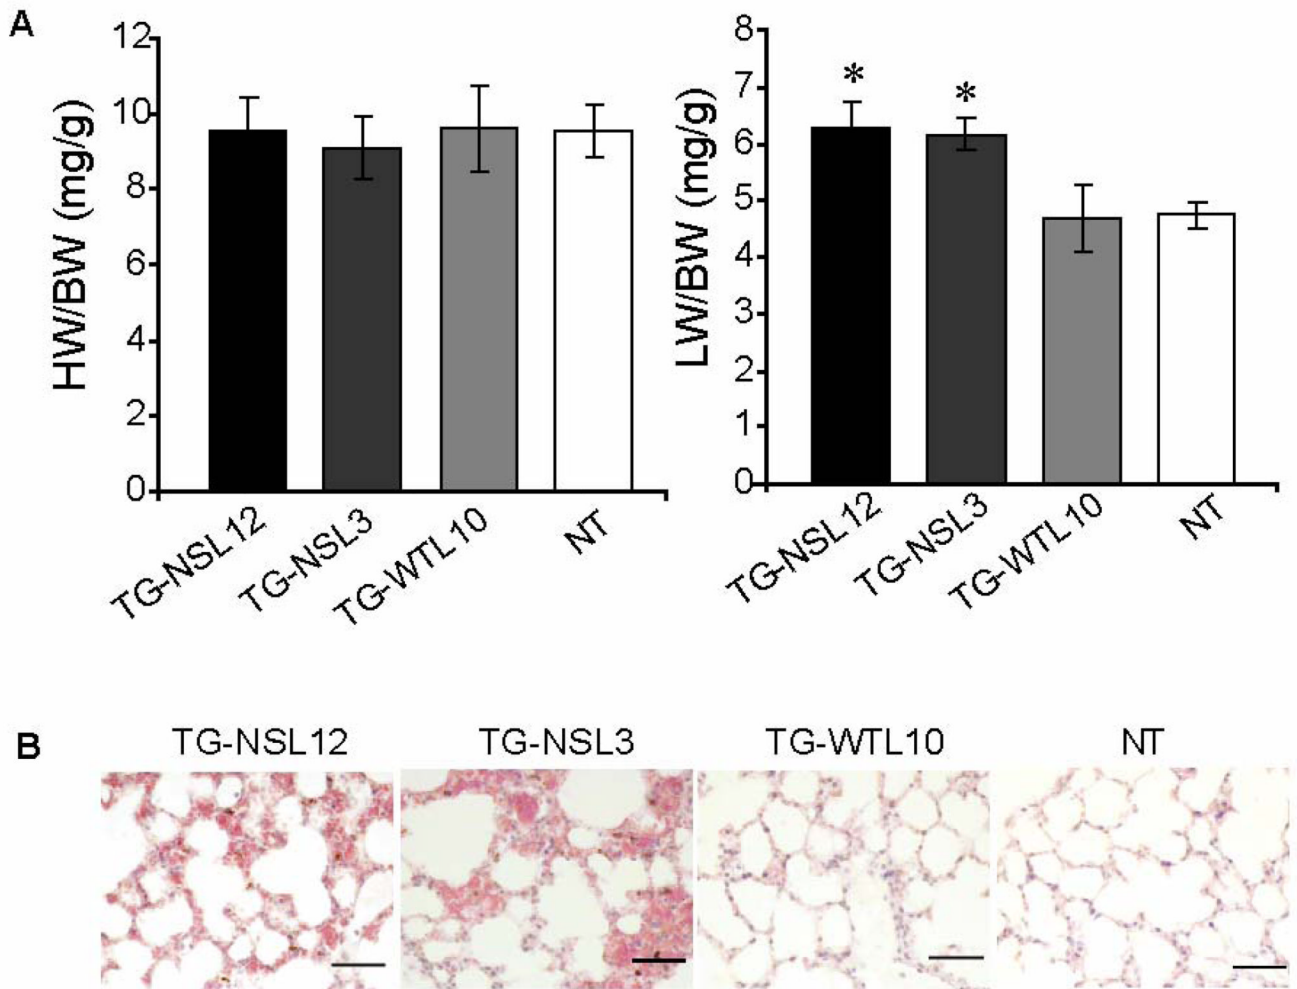 A
HW/BW (mg/g)
12
10
8
6
4
2
0
TG-NSL12
TG-NSL3
TG-WTL10
NT
LW/BW (mg/g)
8
7
6
5
4
3
2
1
0
*
*
TG-NSL12
TG-NSL3
TG-WTL10
NT
B
TG-NSL12
TG-NSL3
TG-WTL10
NT